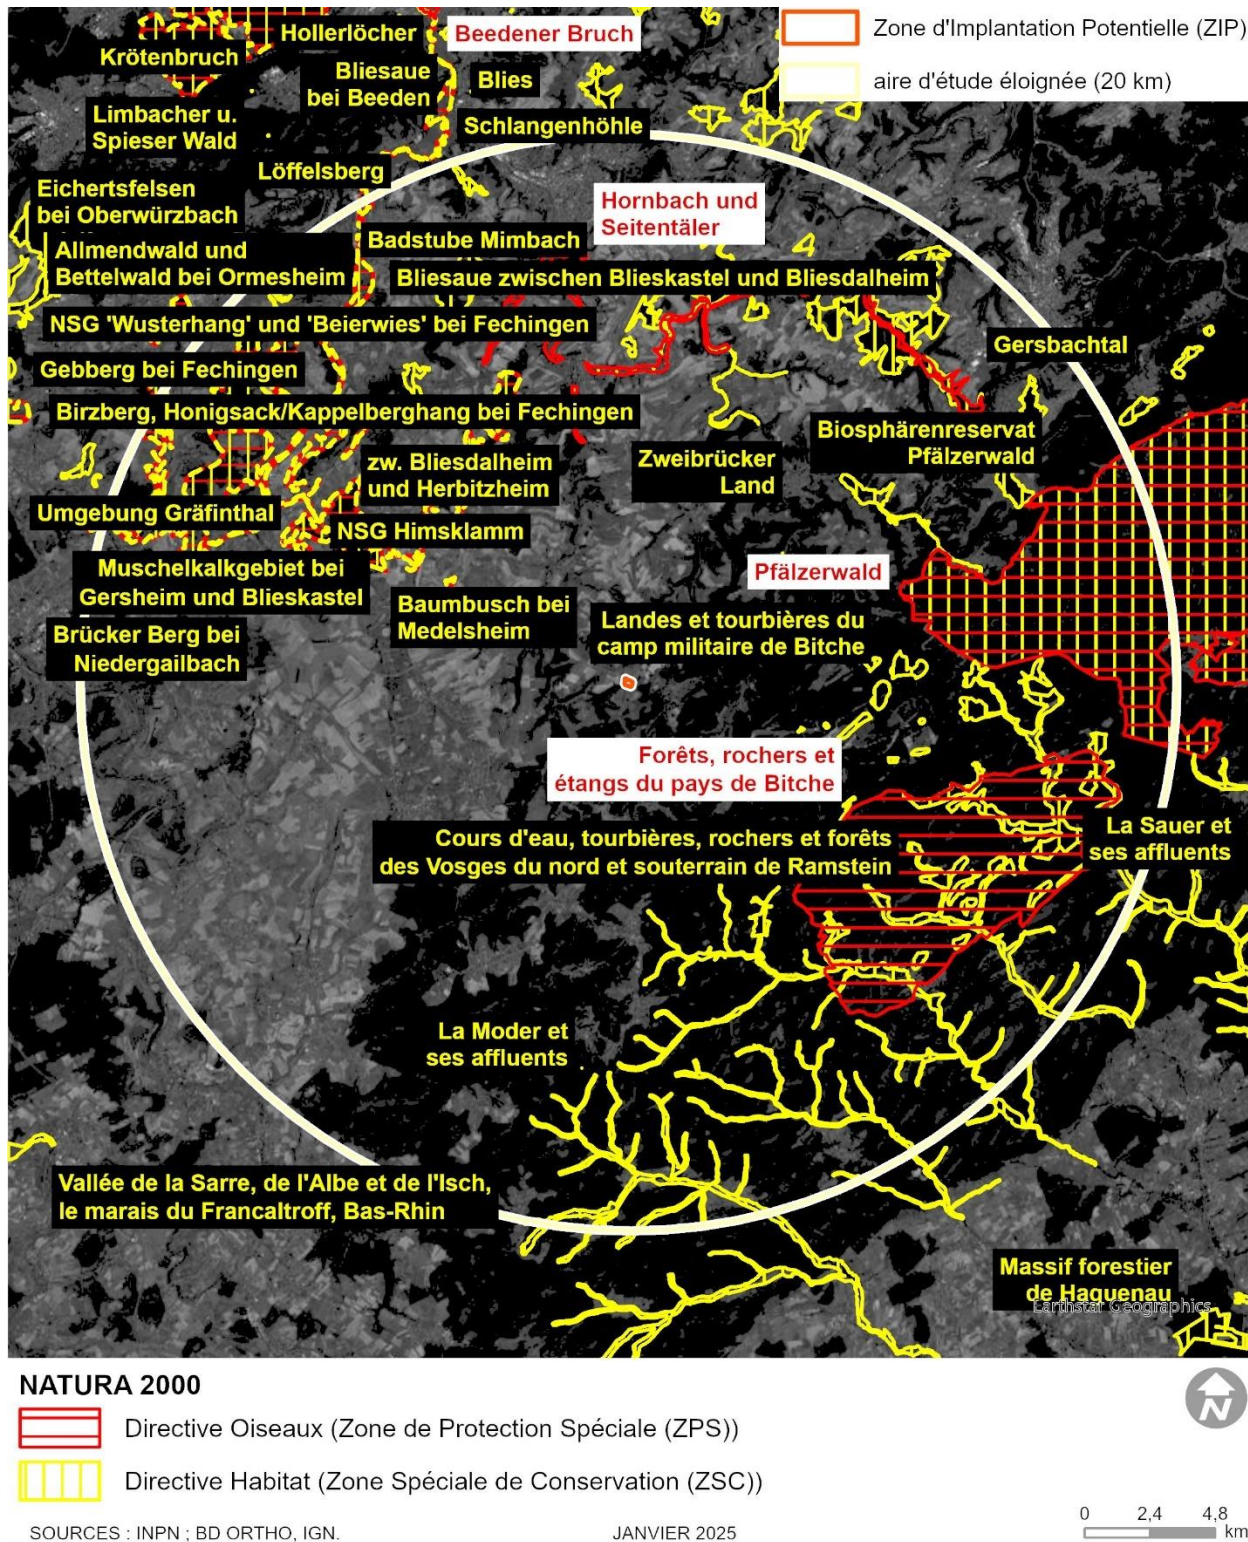 Hollerlöcher
Beedener Bruch
Zone d'Implantation Potentielle (ZIP)
Krötenbruch
Bliesaue
bei Beeden
Blies
aire d'étude éloignée (20 km)
Limbacher u.
Spieser Wald
Schlangenhöhle
Löffelsberg
Eichertsfelsen
bei Oberwürzbach
Hornbach und
Seitentäler
Allmendwald und
Bettelwald bei Ormesheim
Badstube Mimbach
Bliesaue zwischen Blieskastel und Bliesdalheim
NSG 'Wusterhang' und 'Beierwies' bei Fechingen
Gersbachtal
Gebberg bei Fechingen
Birzberg, Honigsack/Kappelberghang bei Fechingen
Biosphärenreservat
Pfälzerwald
zw. Bliesdalheim
und Herbitzheim
Zweibrücker
Land
Umgebung Gräfinthal
NSG Himsklamm
Muschelkalkgebiet bei
Gersheim und Blieskastel
Pfälzerwald
Baumbusch bei
Medelsheim
Landes et tourbières du
camp militaire de Bitche
Brücker Berg bei
Niedergailbach
Forêts, rochers et
étangs du pays de Bitche
Cours d'eau, tourbières, rochers et forêts
des Vosges du nord et souterrain de Ramstein
La Sauer et
ses affluents
La Moder et
ses affluents
Vallée de la Sarre, de l'Albe et de l'Isch,
le marais du Francaltroff, Bas-Rhin
Massif forestier
de Haguenau
Earthstar Geographics
NATURA 2000
Directive Oiseaux (Zone de Protection Spéciale (ZPS))
Directive Habitat (Zone Spéciale de Conservation (ZSC))
N
SOURCES : INPN ; BD ORTHO, IGN.
JANVIER 2025
0 2,4 4,8
km